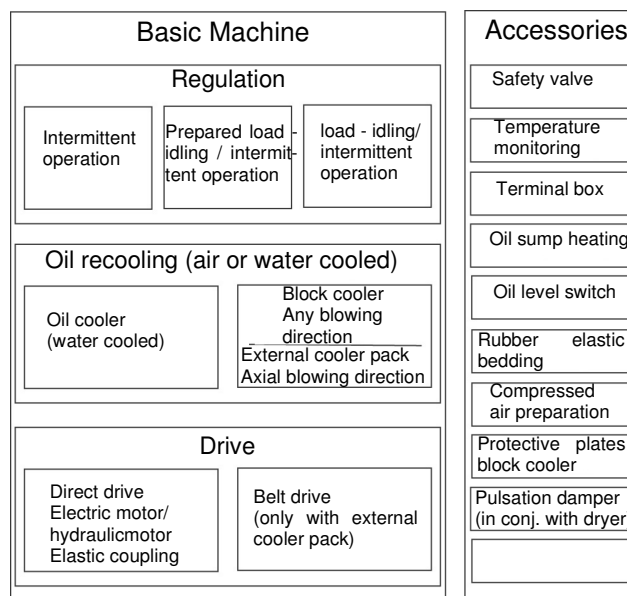 Basic Machine
Regulation
Intermittent
operation
Prepared load -
idling / intermit-
tent operation
load - idling/
intermittent
operation
Oil recooling (air or water cooled)
Oil cooler
(water cooled)
Block cooler
Any blowing
direction
External cooler pack
Axial blowing direction
Drive
Direct drive
Electric motor/
hydraulicmotor
Elastic coupling
Belt drive
(only with external
cooler pack)
Accessories
Safety valve
Temperature
monitoring
Terminal box
Oil sump heating
Oil level switch
Rubber elastic
bedding
Compressed
air preparation
Protective plates
block cooler
Pulsation damper
(in conj. with dryer